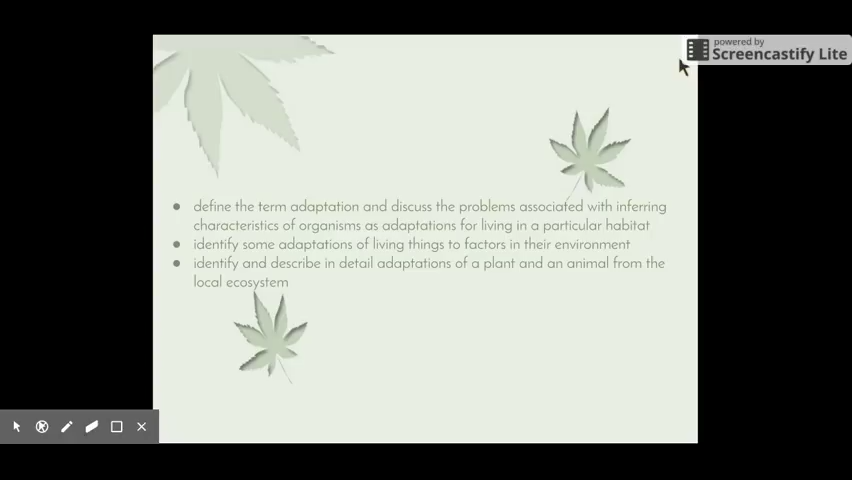 powered by
Screencastify Lite
● define the term adaptation and discuss the problems associated with inferring
characteristics of organisms as adaptations for living in a particular habitat
● identify some adaptations of living things to factors in their environment
● identify and describe in detail adaptations of a plant and an animal from the
local ecosystem